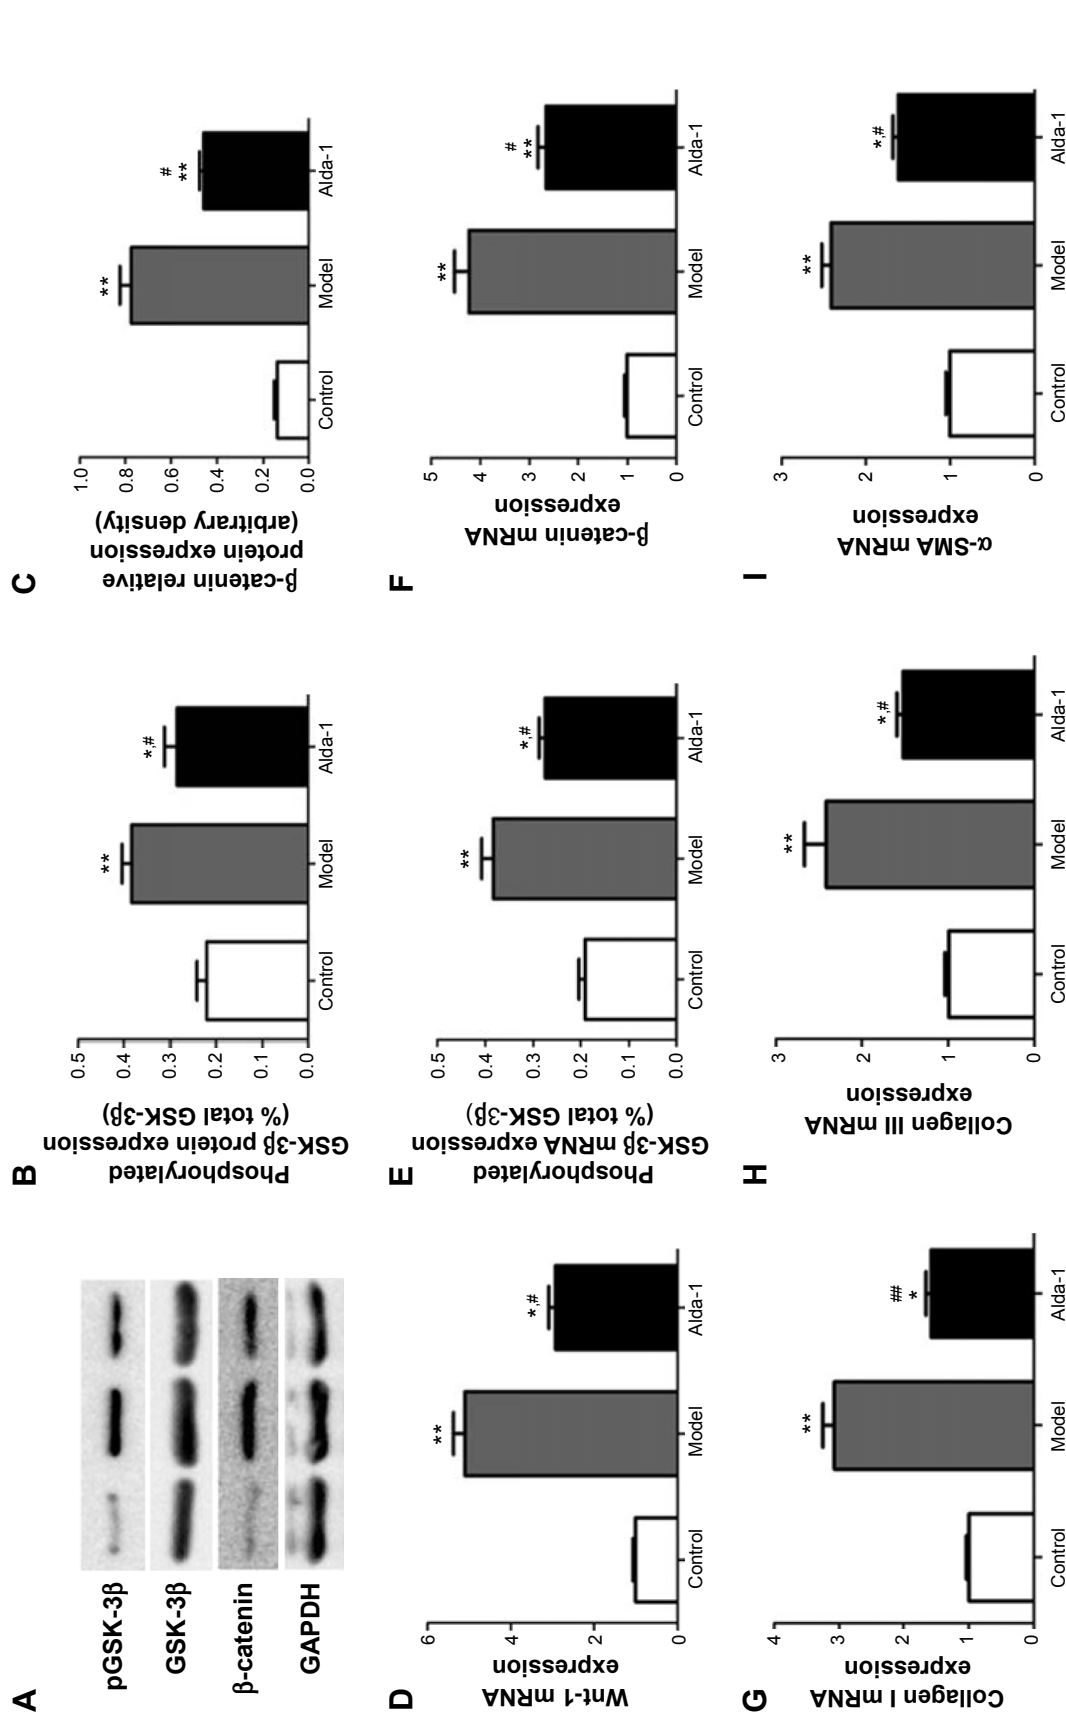 A
pGSK-3β
GSK-3β
β-catenin
GAPDH
B
Phosphorylated
GSK-3β protein expression
(% total GSK-3β)
0.5
0.4
0.3
0.2
0.1
0.0
**
*,#
Control
Model
Alda-1
C
β-catenin relative
protein expression
(arbitrary density)
1.0
0.8
0.6
0.4
0.2
0.0
**
#
**
Control
Model
Alda-1
D
Wnt-1 mRNA
expression
6
4
2
0
**
*,#
Control
Model
Alda-1
E
Phosphorylated
GSK-3β mRNA expression
(% total GSK-3β)
0.5
0.4
0.3
0.2
0.1
0.0
**
*,#
Control
Model
Alda-1
F
β-catenin mRNA
expression
5
4
3
2
1
0
**
#
**
Control
Model
Alda-1
G
Collagen I mRNA
expression
4
3
2
1
0
**
##
*
Control
Model
Alda-1
H
Collagen III mRNA
expression
3
2
1
0
**
*,#
Control
Model
Alda-1
I
α-SMA mRNA
expression
3
2
1
0
**
*,#
Control
Model
Alda-1